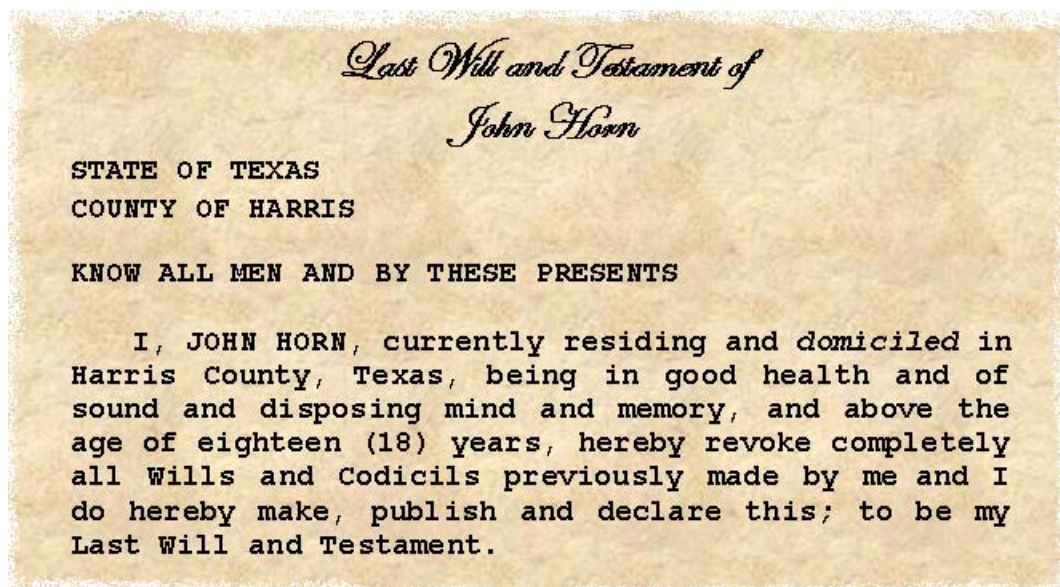 Last Will and Testament of
John Horn
STATE OF TEXAS
COUNTY OF HARRIS
KNOW ALL MEN AND BY THESE PRESENTS
I, JOHN HORN, currently residing and domiciled in
Harris County, Texas, being in good health and of
sound and disposing mind and memory, and above the
age of eighteen (18) years, hereby revoke completely
all Wills and Codicils previously made by me and I
do hereby make, publish and declare this; to be my
Last Will and Testament.